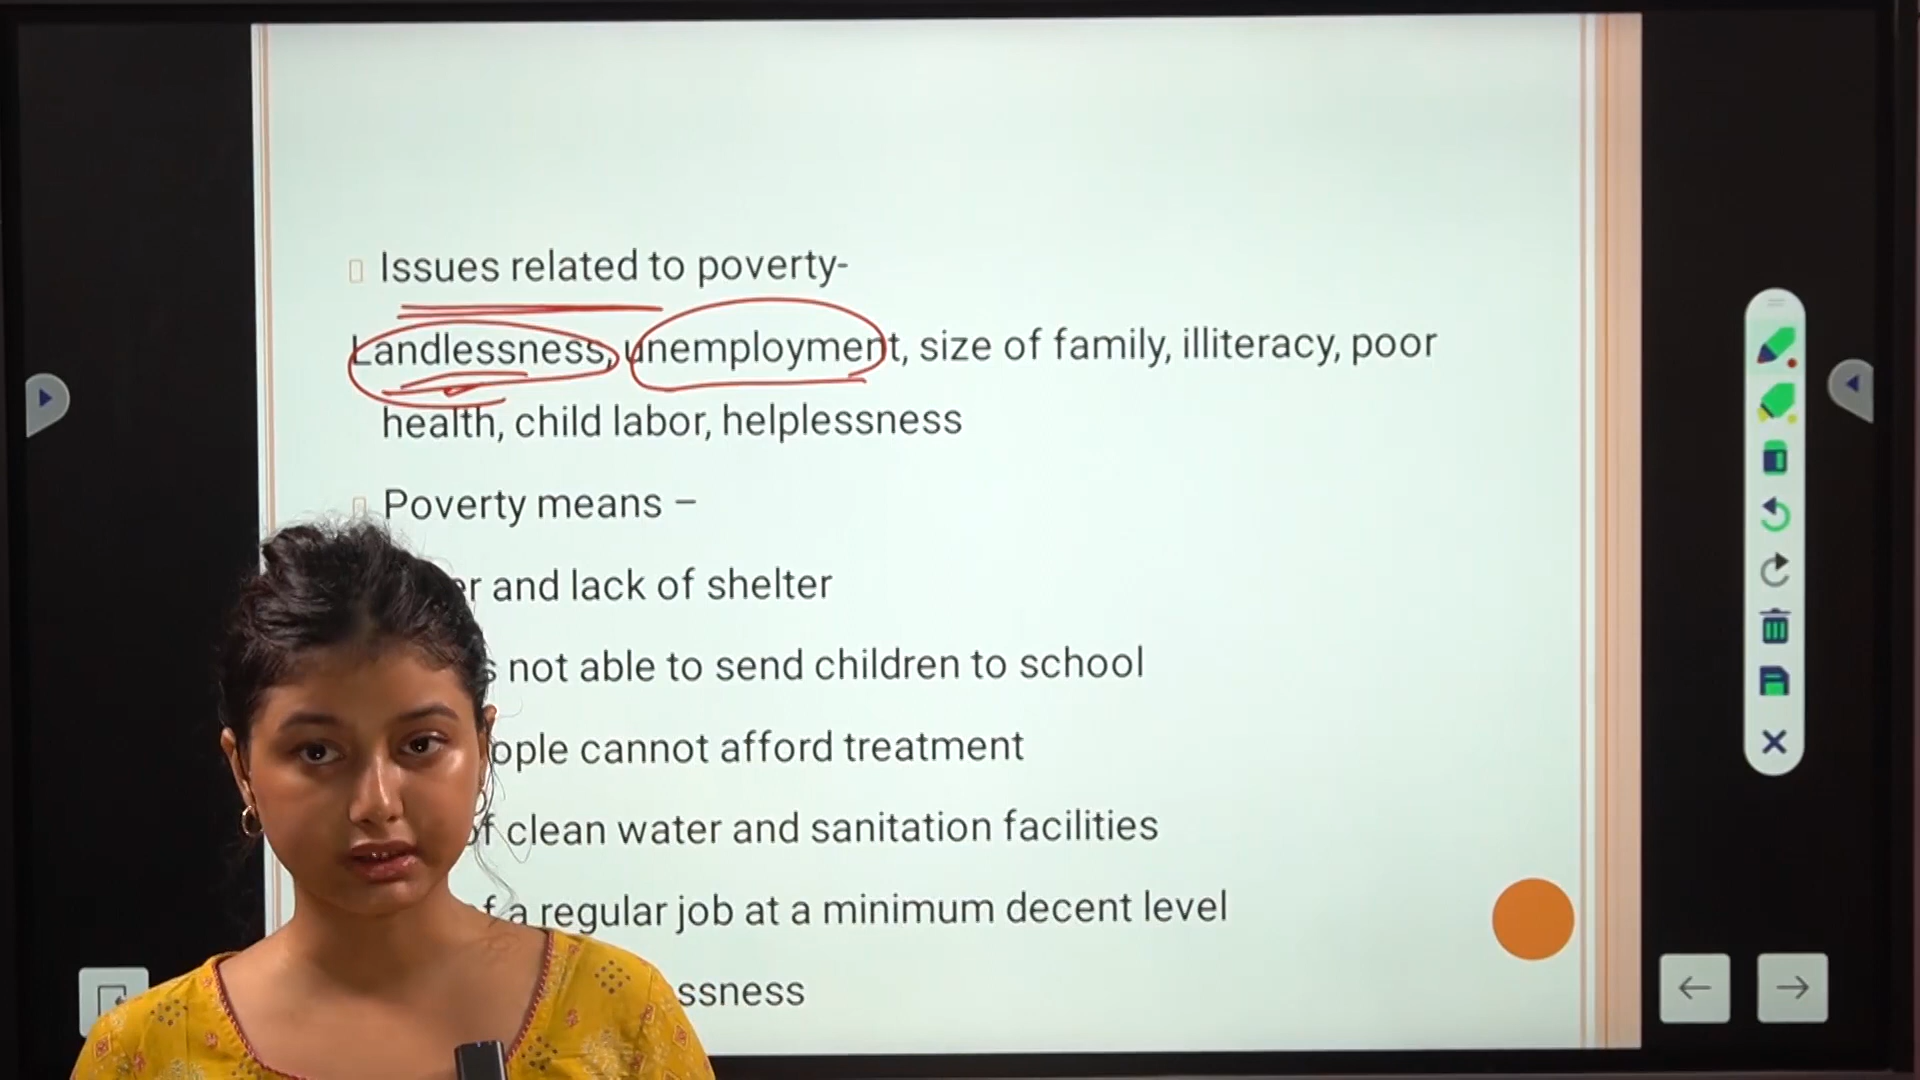 Issues related to poverty-
Landlessness, unemployment, size of family, illiteracy, poor
health, child labor, helplessness
Poverty means –
and lack of shelter
not able to send children to school
cannot afford treatment
of clean water and sanitation facilities
a regular job at a minimum decent level